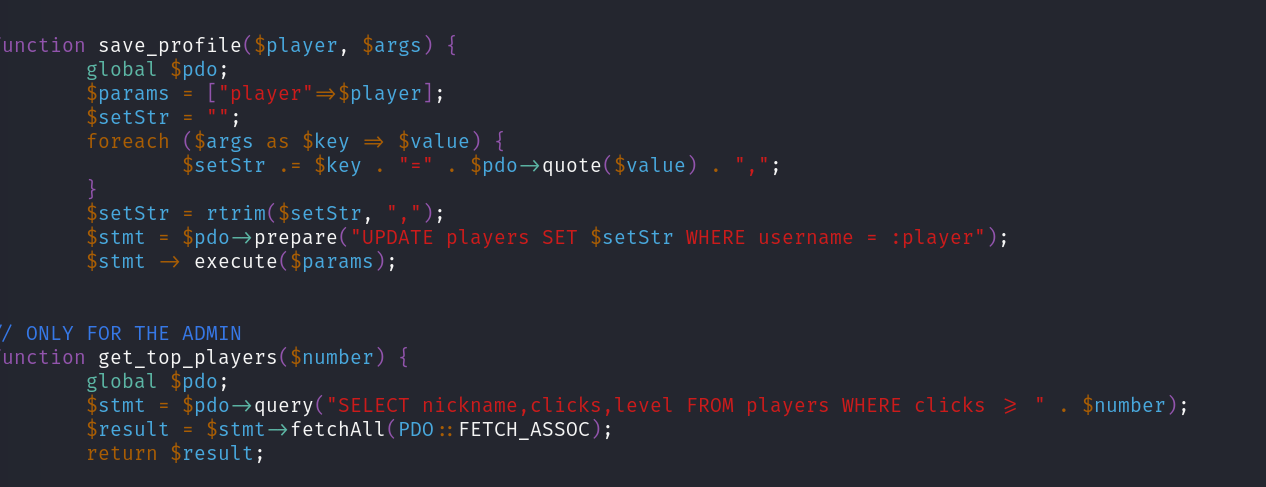 unction save_profile($player, $args) {
global $pdo;
$params = ["player"=>$player];
$setStr = "";
foreach ($args as $key => $value) {
$setStr .= $key . "=" . $pdo->quote($value) . ",";
}
$setStr = rtrim($setStr, ",");
$stmt = $pdo->prepare("UPDATE players SET $setStr WHERE username = :player");
$stmt -> execute($params);
/ ONLY FOR THE ADMIN
unction get_top_players($number) {
global $pdo;
$stmt = $pdo->query("SELECT nickname,clicks,level FROM players WHERE clicks >= " . $number);
$result = $stmt->fetchAll(PDO::FETCH_ASSOC);
return $result;